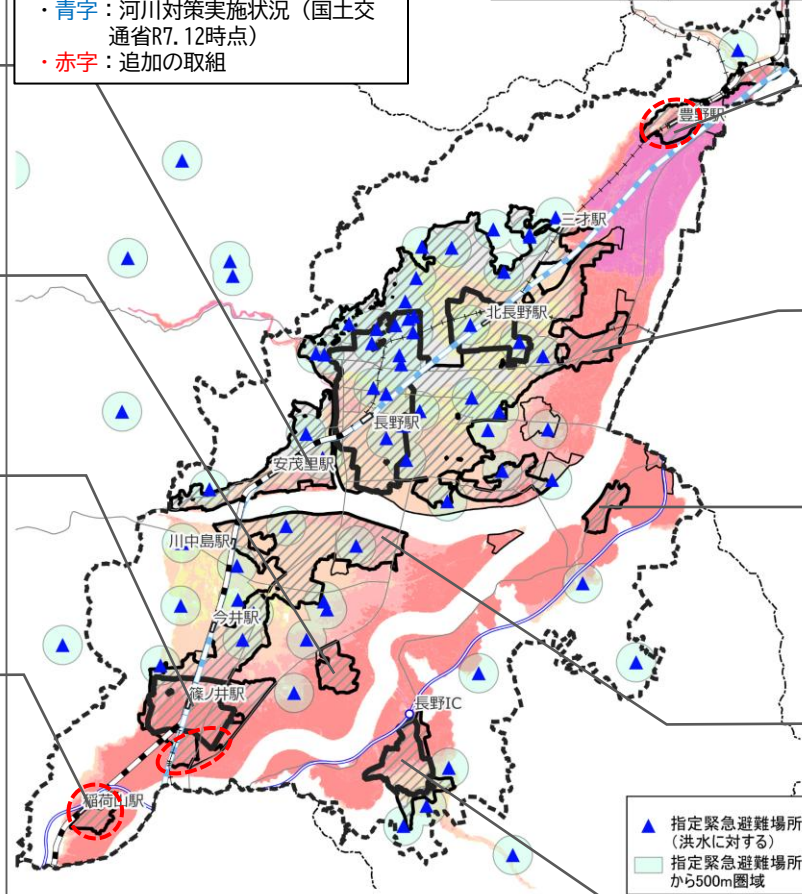 ・青字：河川対策実施状況（国土交
通省R7.12時点）
・赤字：追加の取組
豊野駅
三才駅
北長野駅
長野駅
安茂里駅
川中島駅
今井駅
篠ノ井駅
長野IC
稲荷山駅
指定緊急避難場所
（洪水に対する）
指定緊急避難場所
から500m圏域